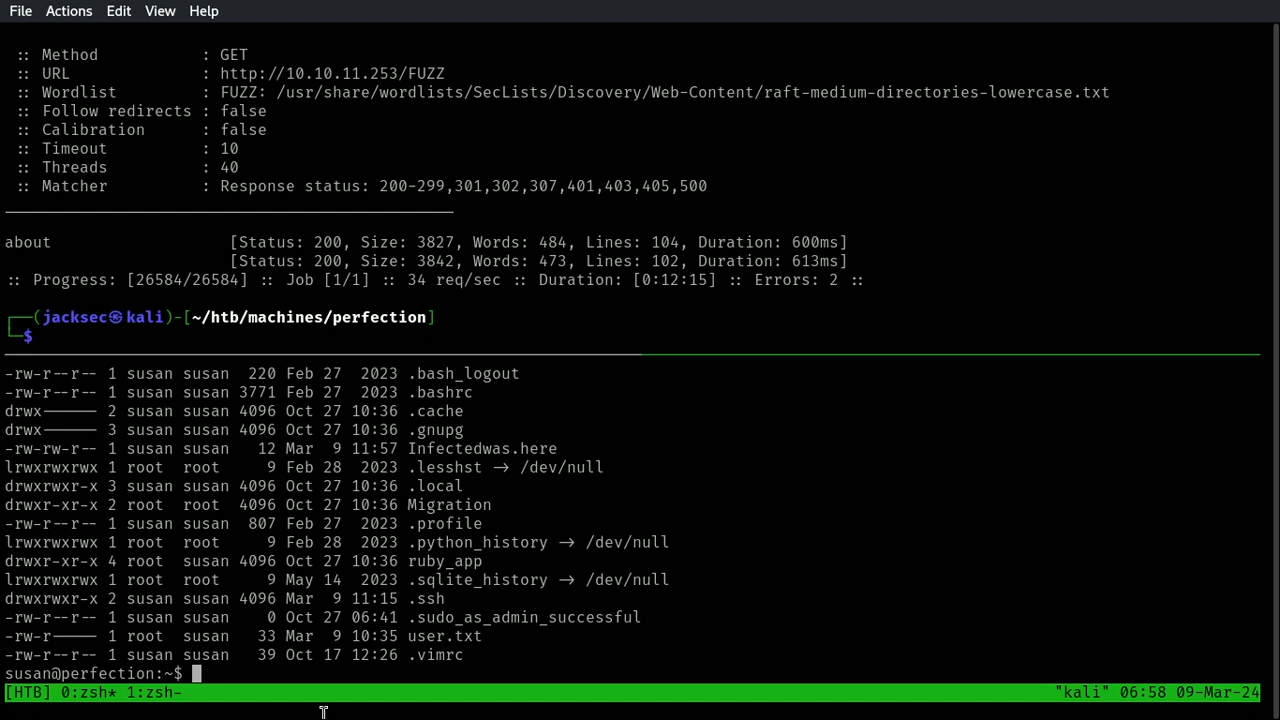 File Actions Edit View Help
:: Method : GET
:: URL : http://10.10.11.253/FUZZ
:: Wordlist : FUZZ: /usr/share/wordlists/SecLists/Discovery/Web-Content/raft-medium-directories-lowercase.txt
:: Follow redirects : false
:: Calibration : false
:: Timeout : 10
:: Threads : 40
:: Matcher : Response status: 200-299,301,302,307,401,403,405,500
________________________________________________
about [Status: 200, Size: 3827, Words: 484, Lines: 104, Duration: 600ms]
[Status: 200, Size: 3842, Words: 473, Lines: 102, Duration: 613ms]
:: Progress: [26584/26584] :: Job [1/1] :: 34 req/sec :: Duration: [0:12:15] :: Errors: 2 ::
┌──(jacksec㉿kali)-[~/htb/machines/perfection]
└─$
-rw-r--r-- 1 susan susan 220 Feb 27 2023 .bash_logout
-rw-r--r-- 1 susan susan 3771 Feb 27 2023 .bashrc
drwx------ 2 susan susan 4096 Oct 27 10:36 .cache
drwx------ 3 susan susan 4096 Oct 27 10:36 .gnupg
-rw-rw-r-- 1 susan susan 12 Mar 9 11:57 Infectedwas.here
lrwxrwxrwx 1 root root 9 Feb 28 2023 .lesshst -> /dev/null
drwxrwxr-x 3 susan susan 4096 Oct 27 10:36 .local
drwxr-xr-x 2 root root 4096 Oct 27 10:36 Migration
-rw-r--r-- 1 susan susan 807 Feb 27 2023 .profile
lrwxrwxrwx 1 root root 9 Feb 28 2023 .python_history -> /dev/null
drwxr-xr-x 4 root susan 4096 Oct 27 10:36 ruby_app
lrwxrwxrwx 1 root root 9 May 14 2023 .sqlite_history -> /dev/null
drwxrwxr-x 2 susan susan 4096 Mar 9 11:15 .ssh
-rw-r--r-- 1 susan susan 0 Oct 27 06:41 .sudo_as_admin_successful
-rw-r----- 1 root susan 33 Mar 9 10:35 user.txt
-rw-r--r-- 1 susan susan 39 Oct 17 12:26 .vimrc
susan@perfection:~$
[HTB] 0:zsh* 1:zsh- "kali" 06:58 09-Mar-24